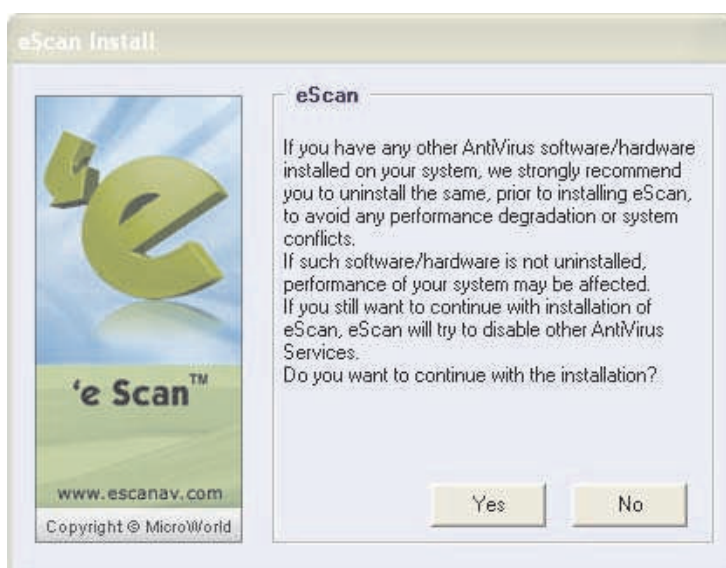 eScan Install
'e Scan™
www.escanav.com
Copyright © MicroWorld
eScan
If you have any other AntiVirus software/hardware
installed on your system, we strongly recommend
you to uninstall the same, prior to installing eScan,
to avoid any performance degradation or system
conflicts.
If such software/hardware is not uninstalled,
performance of your system may be affected.
If you still want to continue with installation of
eScan, eScan will try to disable other AntiVirus
Services.
Do you want to continue with the installation?
Yes
No